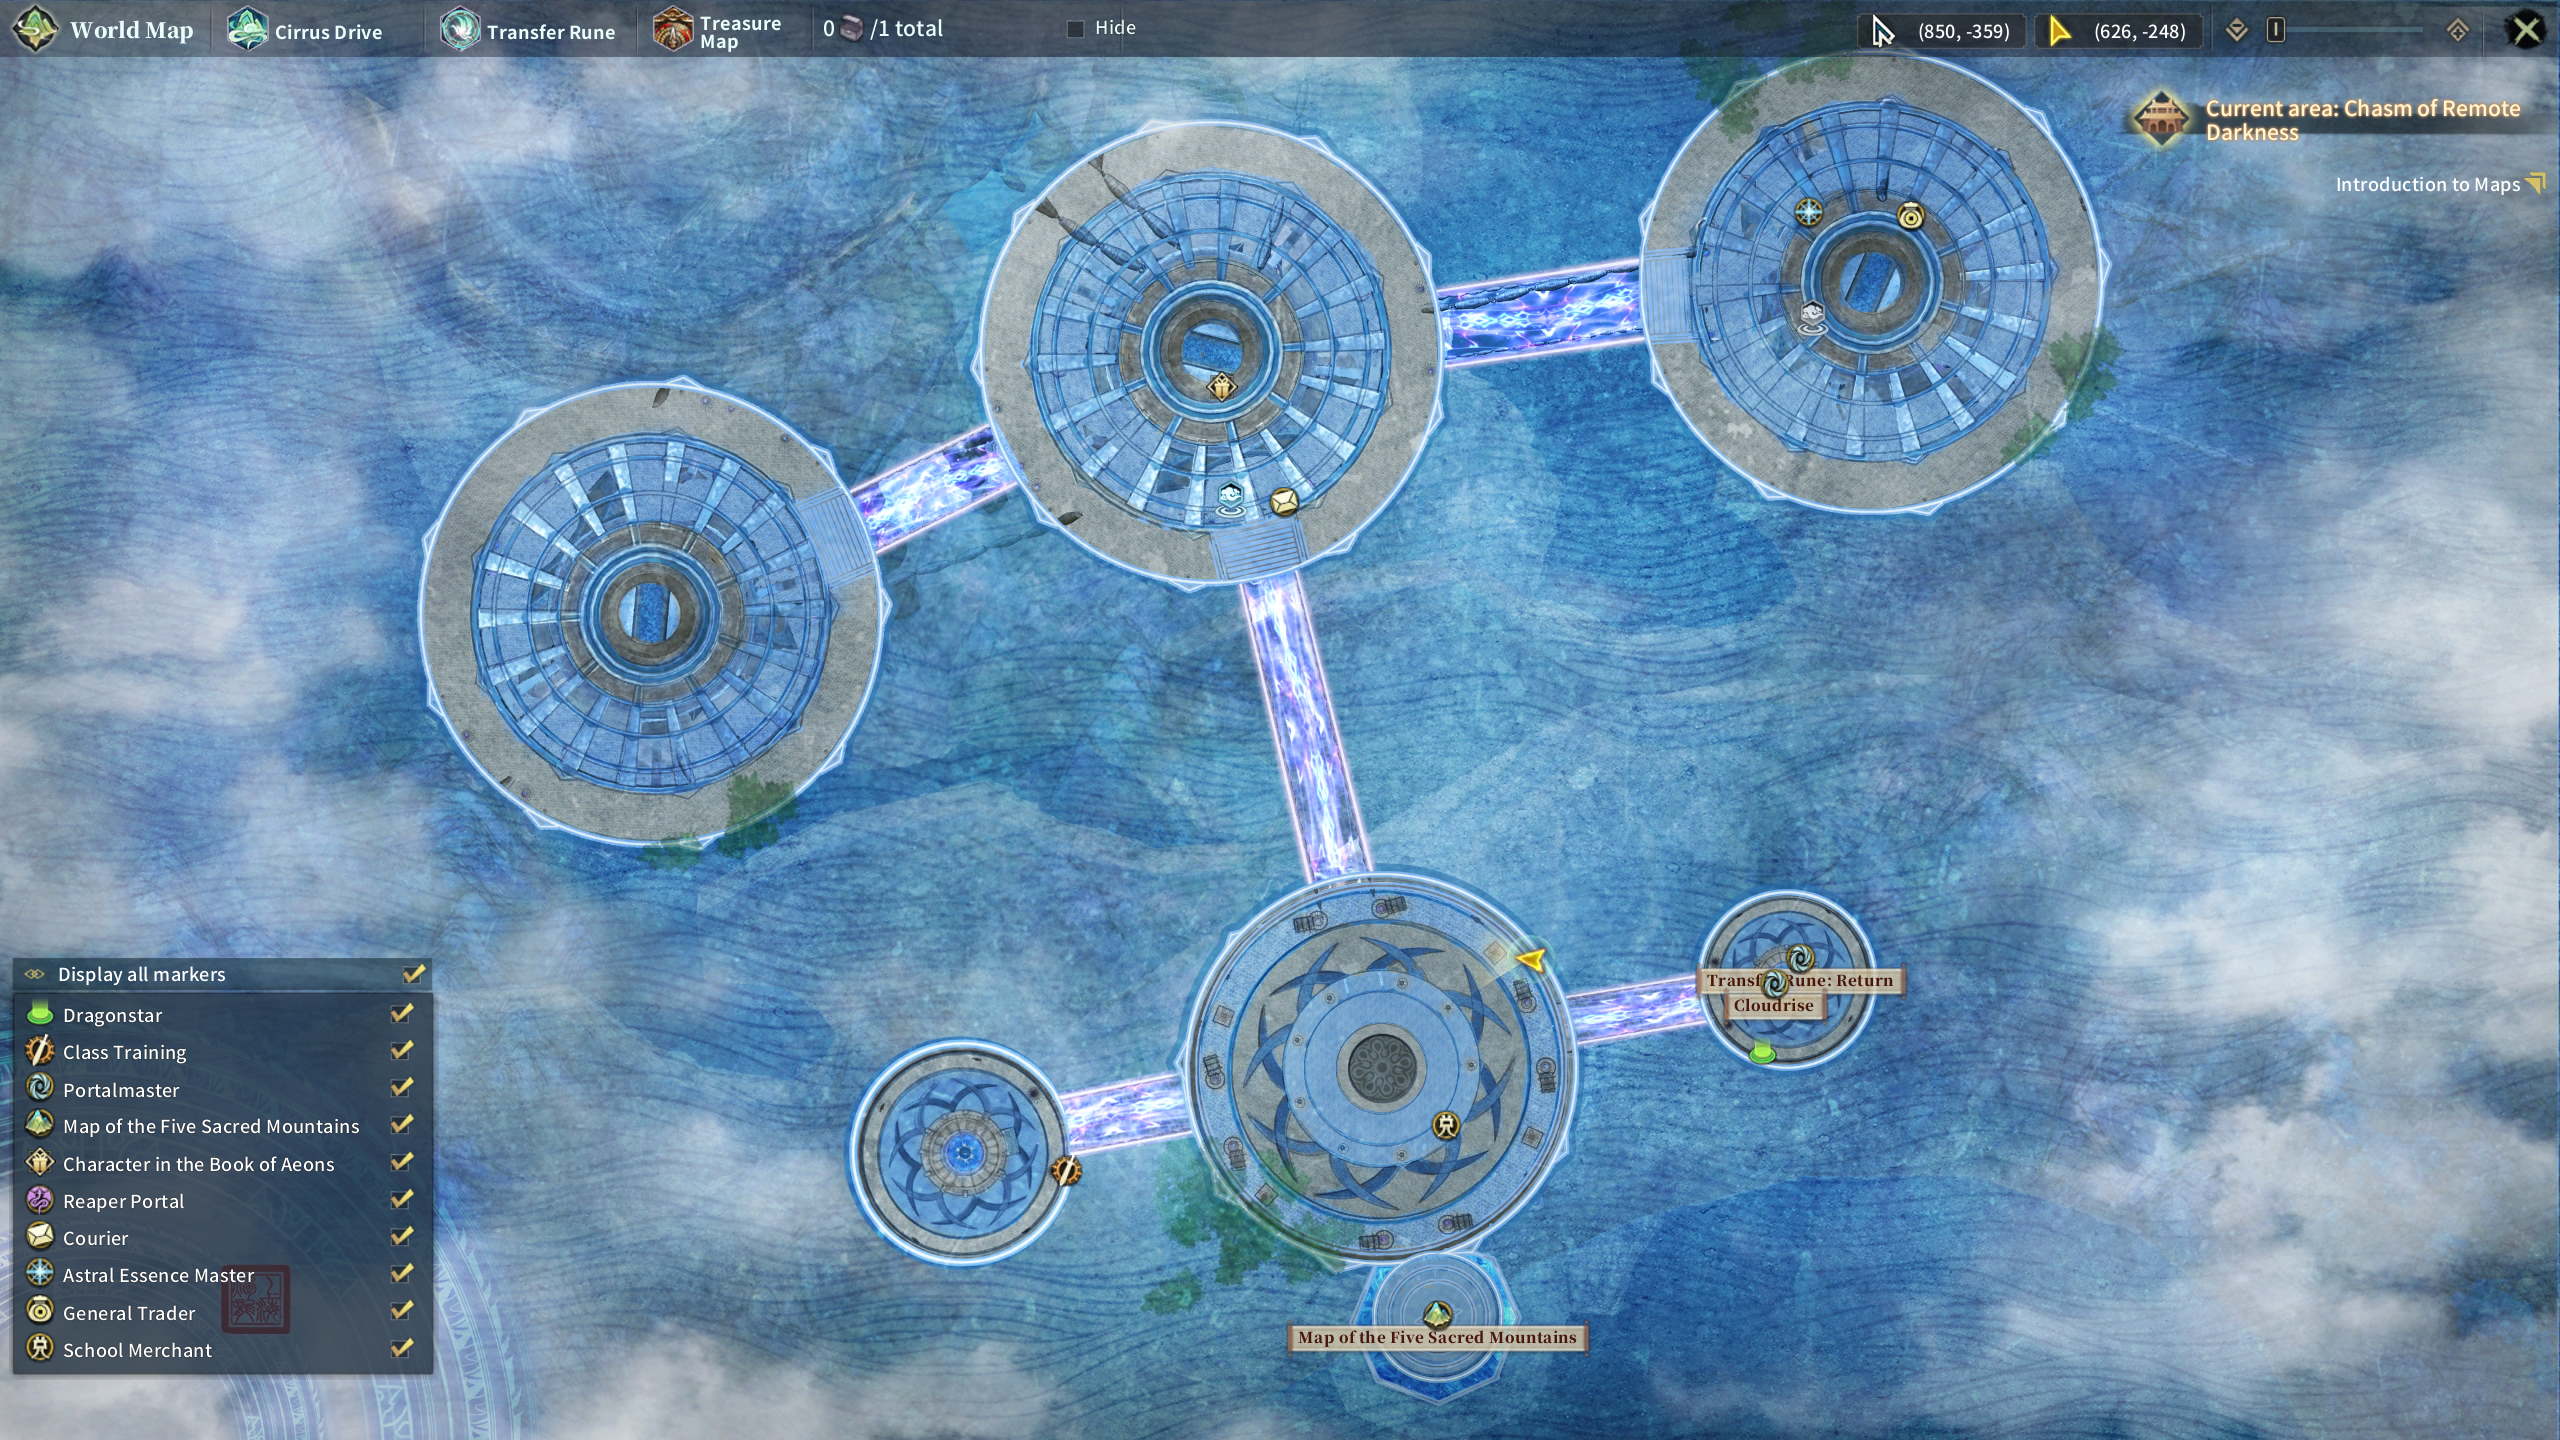 World Map
Cirrus Drive
Transfer Rune
Treasure
Map
0 /1 total
Hide
(850, -359)
(626, -248)
Current area: Chasm of Remote
Darkness
Introduction to Maps
Transfer Rune: Return
Cloudrise
Display all markers
Dragonstar
Class Training
Portalmaster
Map of the Five Sacred Mountains
Character in the Book of Aeons
Reaper Portal
Courier
Astral Essence Master
General Trader
School Merchant
Map of the Five Sacred Mountains